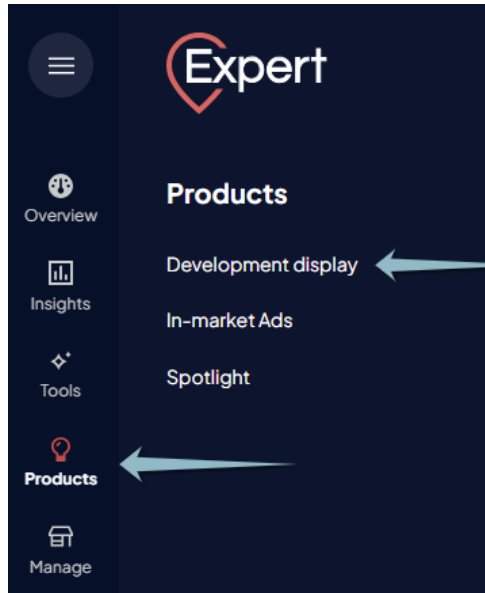 Expert
Overview
Insights
Tools
Products
Manage
Products
Development display
In-market Ads
Spotlight